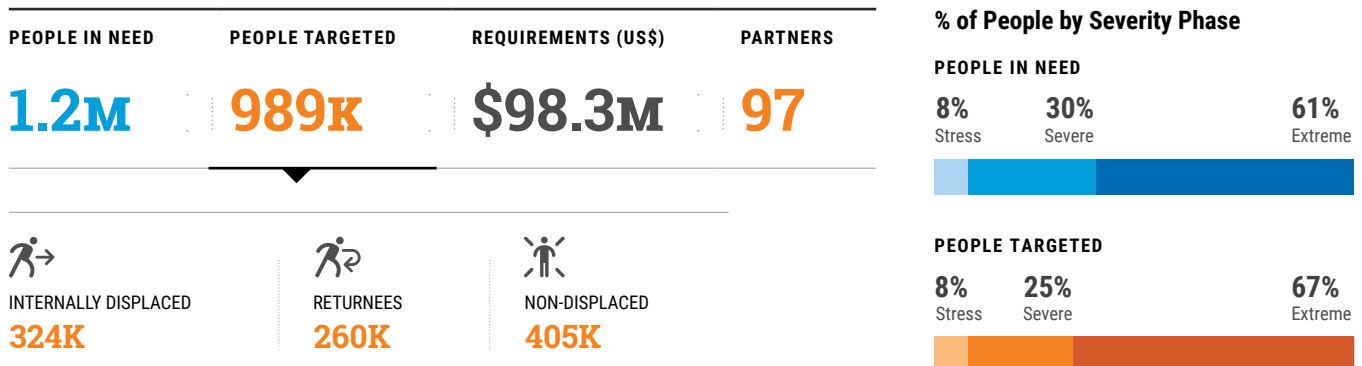 PEOPLE IN NEED
PEOPLE TARGETED
REQUIREMENTS (US$)
PARTNERS
1.2M
989K
$98.3M
97
INTERNALLY DISPLACED
RETURNEES
NON-DISPLACED
324K
260K
405K
% of People by Severity Phase
PEOPLE IN NEED
8%
30%
61%
Stress
Severe
Extreme
PEOPLE TARGETED
8%
25%
67%
Stress
Severe
Extreme